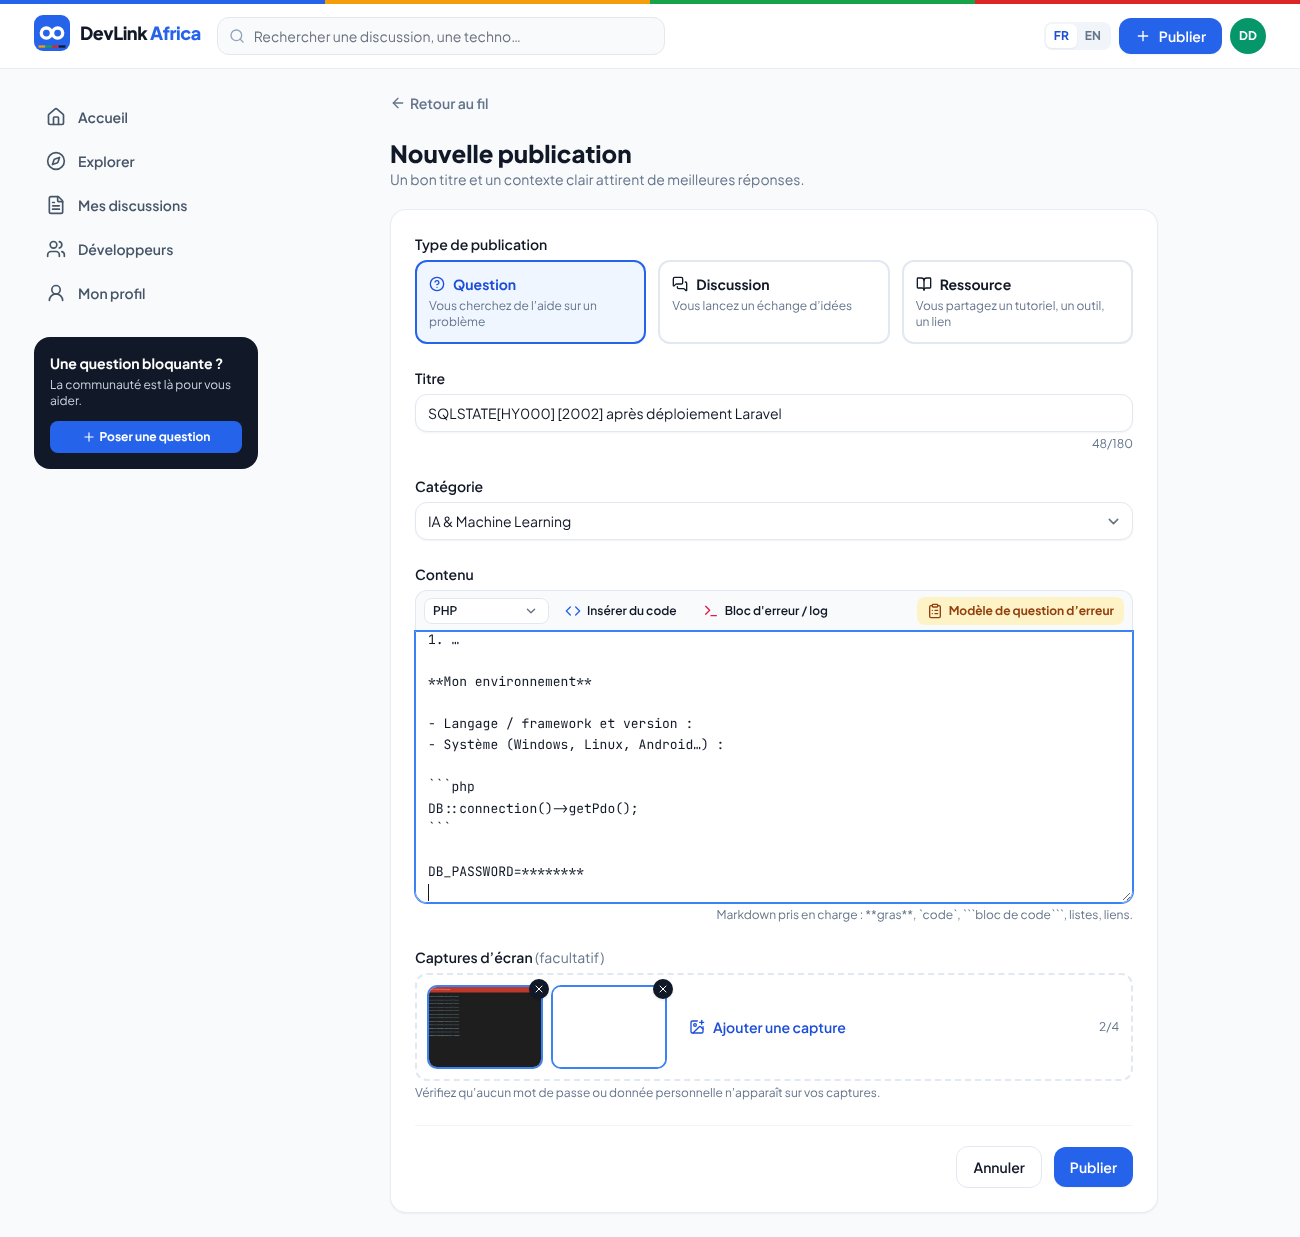 DevLink Africa
Rechercher une discussion, une techno…
FR EN
Publier
DD
Accueil
Explorer
Mes discussions
Développeurs
Mon profil
Une question bloquante ?
La communauté est là pour vous
aider.
Poser une question
Retour au fil
Nouvelle publication
Un bon titre et un contexte clair attirent de meilleures réponses.
Type de publication
Question
Vous cherchez de l’aide sur un
problème
Discussion
Vous lancez un échange d’idées
Ressource
Vous partagez un tutoriel, un outil,
un lien
Titre
SQLSTATE[HY000] [2002] après déploiement Laravel
48/180
Catégorie
IA & Machine Learning
Contenu
PHP
Insérer du code
Bloc d'erreur / log
Modèle de question d’erreur
1. …
**Mon environnement**
- Langage / framework et version :
- Système (Windows, Linux, Android…) :
```php
DB::connection()->getPdo();
```
DB_PASSWORD=********
Markdown pris en charge : **gras**, `code`, ```bloc de code```, listes, liens.
Captures d’écran (facultatif)
Ajouter une capture
2/4
Vérifiez qu’aucun mot de passe ou donnée personnelle n’apparaît sur vos captures.
Annuler
Publier